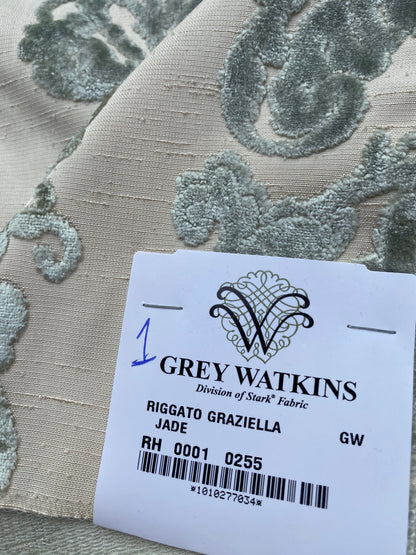 1
W
GREY WATKINS
Division of Stark® Fabric
RIGGATO GRAZIELLA GW
JADE
RH 0001 0255
*1010277034*